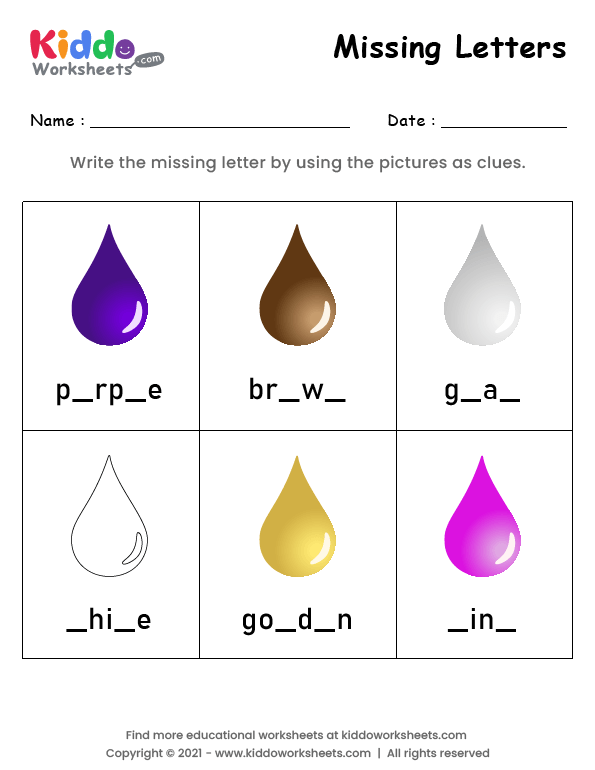 Kiddo
Worksheets .com
Missing Letters
Name : ____ Date : ____
Write the missing letter by using the pictures as clues.
p_rp_e br_w_ g_a_
_hi_e go_d_n _in_
Find more educational worksheets at kiddoworksheets.com
Copyright © 2021 - www.kiddoworksheets.com | All rights reserved